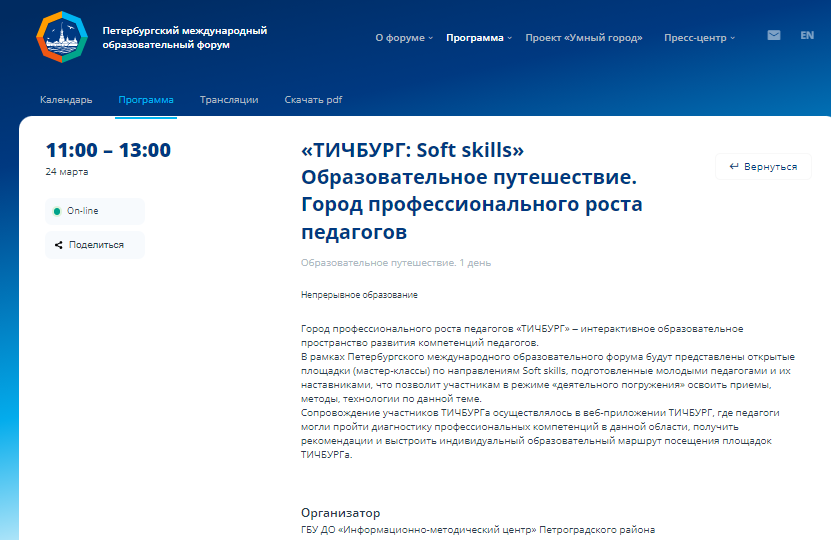 Петербургский международный
образовательный форум
О форуме
Программа
Проект «Умный город»
Пресс-центр
EN
Календарь
Программа
Трансляции
Скачать pdf
11:00 – 13:00
24 марта
On-line
Поделиться
«ТИЧБУРГ: Soft skills»
Образовательное путешествие.
Город профессионального роста
педагогов
Вернуться
Образовательное путешествие. 1 день
Непрерывное образование
Город профессионального роста педагогов «ТИЧБУРГ» – интерактивное образовательное
пространство развития компетенций педагогов.
В рамках Петербургского международного образовательного форума будут представлены открытые
площадки (мастер-классы) по направлениям Soft skills, подготовленные молодыми педагогами и их
наставниками, что позволит участникам в режиме «деятельного погружения» освоить приемы,
методы, технологии по данной теме.
Сопровождение участников ТИЧБУРГа осуществлялось в веб-приложении ТИЧБУРГ, где педагоги
могли пройти диагностику профессиональных компетенций в данной области, получить
рекомендации и выстроить индивидуальный образовательный маршрут посещения площадок
ТИЧБУРГа.
Организатор
ГБУ ДО «Информационно-методический центр» Петроградского района